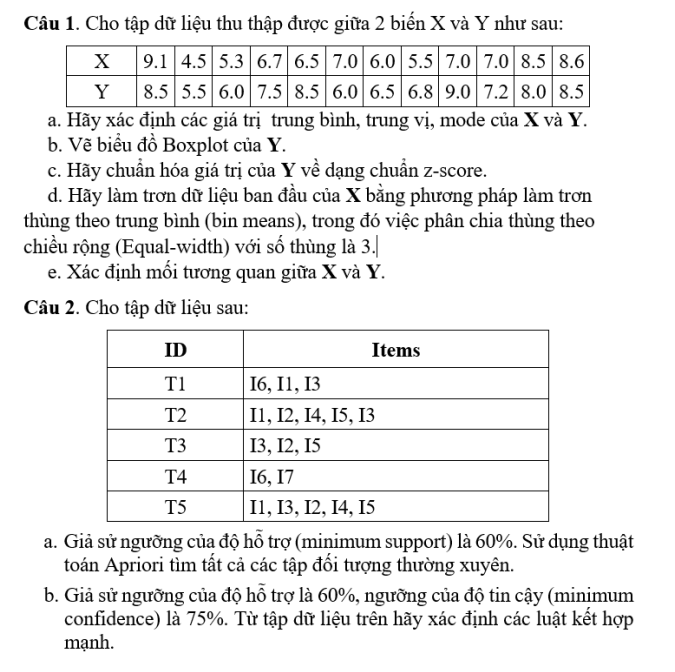 Câu 1. Cho tập dữ liệu thu thập được giữa 2 biến X và Y như sau:
X 9.1 4.5 5.3 6.7 6.5 7.0 6.0 5.5 7.0 7.0 8.5 8.6
Y 8.5 5.5 6.0 7.5 8.5 6.0 6.5 6.8 9.0 7.2 8.0 8.5
a. Hãy xác định các giá trị trung bình, trung vị, mode của X và Y.
b. Vẽ biểu đồ Boxplot của Y.
c. Hãy chuẩn hóa giá trị của Y về dạng chuẩn z-score.
d. Hãy làm trơn dữ liệu ban đầu của X bằng phương pháp làm trơn
thùng theo trung bình (bin means), trong đó việc phân chia thùng theo
chiều rộng (Equal-width) với số thùng là 3.
e. Xác định mối tương quan giữa X và Y.
Câu 2. Cho tập dữ liệu sau:
ID Items
T1 I6, I1, I3
T2 I1, I2, I4, I5, I3
T3 I3, I2, I5
T4 I6, I7
T5 I1, I3, I2, I4, I5
a. Giả sử ngưỡng của độ hỗ trợ (minimum support) là 60%. Sử dụng thuật
toán Apriori tìm tất cả các tập đối tượng thường xuyên.
b. Giả sử ngưỡng của độ hỗ trợ là 60%, ngưỡng của độ tin cậy (minimum
confidence) là 75%. Từ tập dữ liệu trên hãy xác định các luật kết hợp
mạnh.